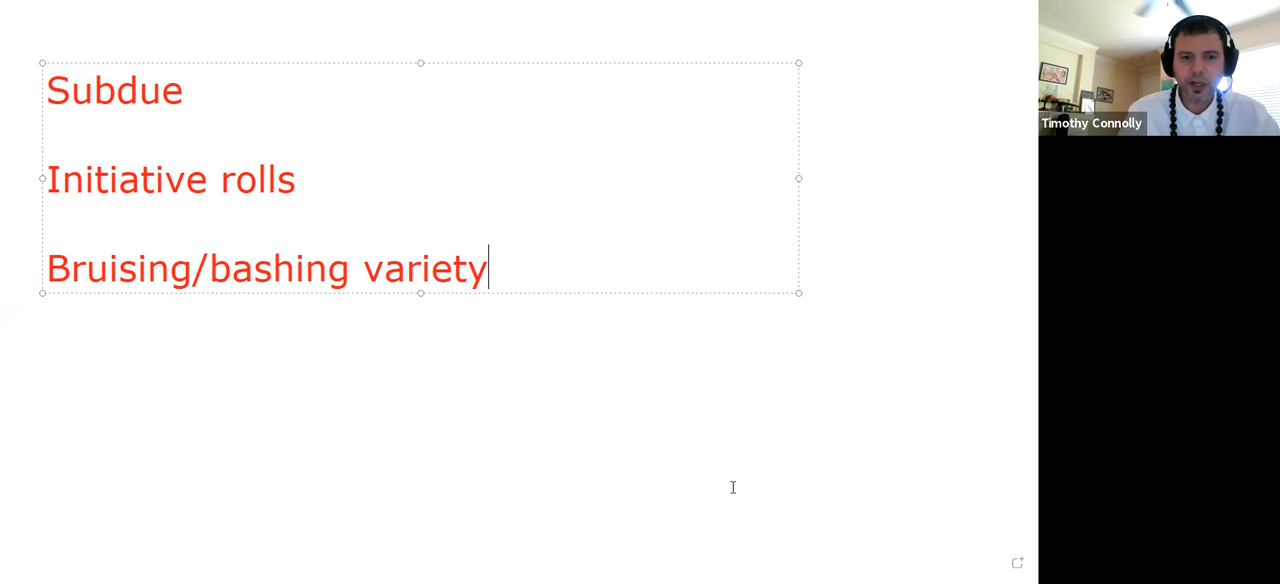 Subdue
Initiative rolls
Bruising/bashing variety
Timothy Connolly